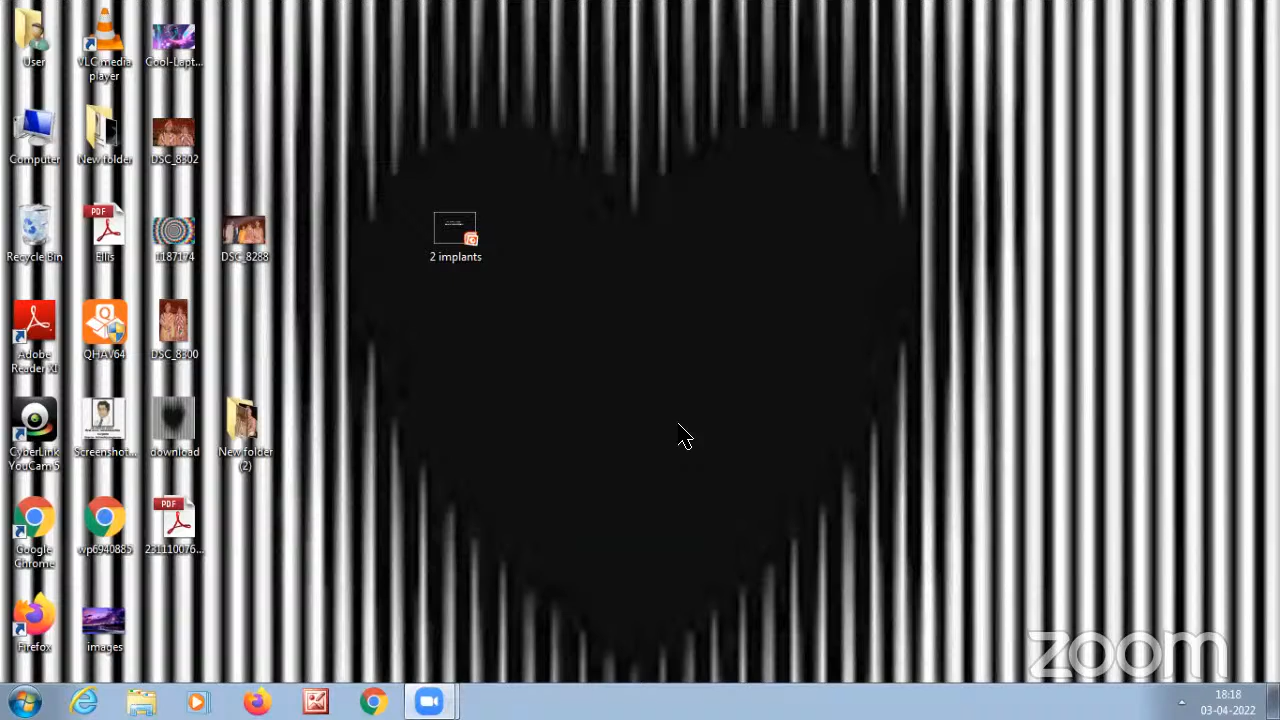 User
VLC media
player
Cool-Lapt...
Computer
New folder
DSC_8302
Recycle Bin
PDF
Ellis
1187174
DSC_8288
2 implants
Adobe
Reader XI
QHAV64
DSC_8300
CyberLink
YouCam 5
Screenshot...
download
New folder
(2)
Google
Chrome
wp6940885
PDF
231110076...
Firefox
images
zoom
18:18
03-04-2022